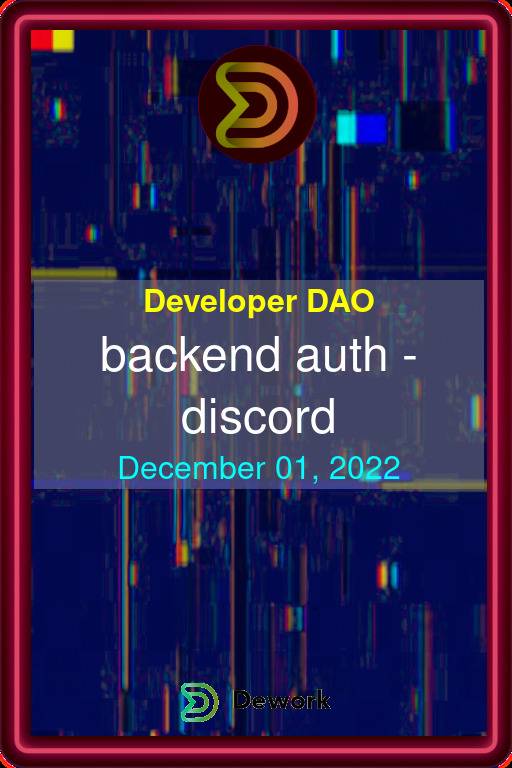 Developer DAO
backend auth -
discord
December 01, 2022
Dework